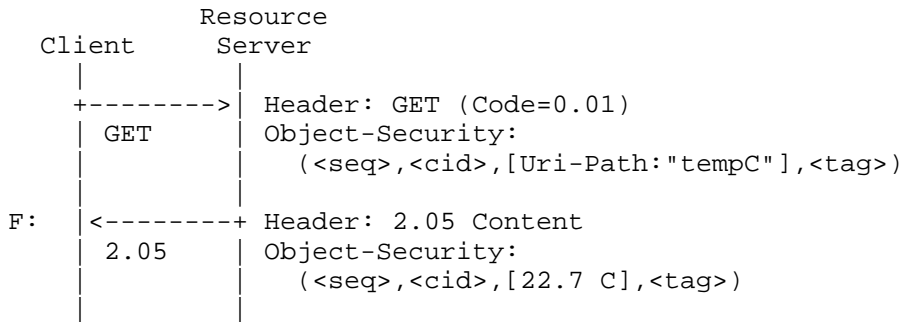 Resource
Client Server
| |
+-------->| Header: GET (Code=0.01)
| GET | Object-Security:
| | (<seq>,<cid>,[Uri-Path:"tempC"],<tag>)
| |
F: |<--------+ Header: 2.05 Content
| 2.05 | Object-Security:
| | (<seq>,<cid>,[22.7 C],<tag>)
| |